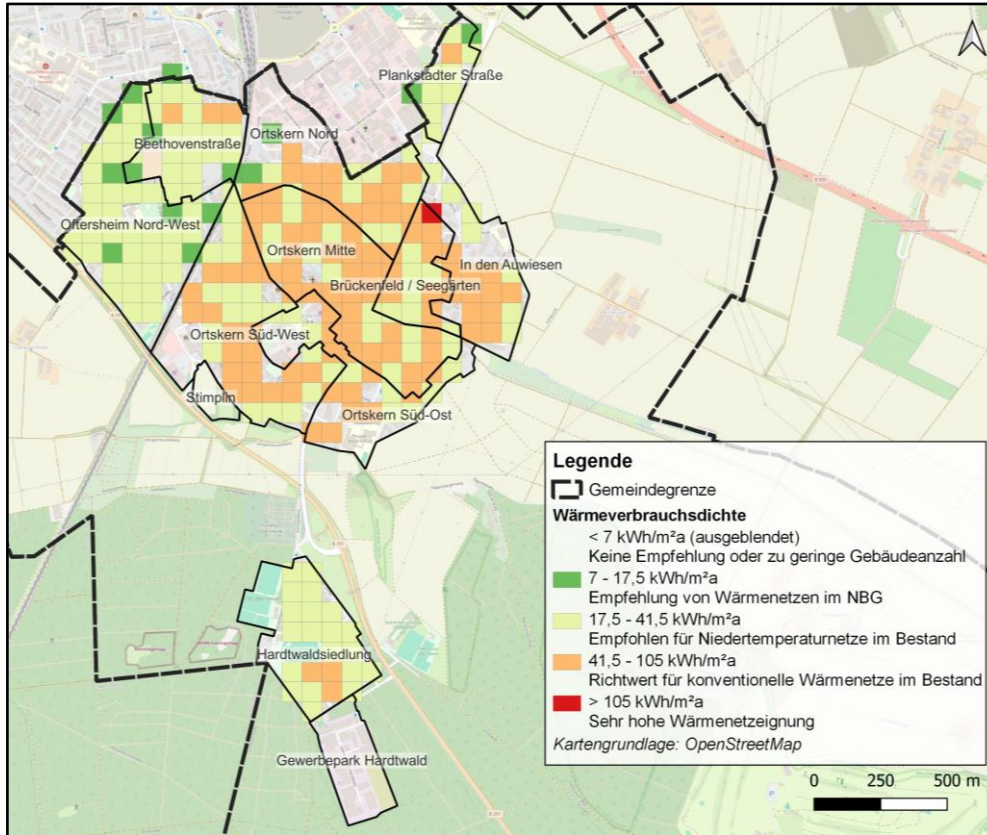 Plankstadter Straße
Ortskern Nord
Beethovenstraße
Oftersheim Nord-West
Ortskern Mitte
In den Auwiesen
Brückenfeld / Seegärten
Ortskern Süd-West
Stimplin
Ortskern Süd-Ost
Hardtwaldsiedlung
Gewerbepark Hardtwald
Legende
Gemeindegrenze
Wärmeverbrauchsdichte
< 7 kWh/m²a (ausgeblendet)
Keine Empfehlung oder zu geringe Gebäudeanzahl
7 - 17,5 kWh/m²a
Empfehlung von Wärmenetzen im NBG
17,5 - 41,5 kWh/m²a
Empfohlen für Niedertemperaturnetze im Bestand
41,5 - 105 kWh/m²a
Richtwert für konventionelle Wärmenetze im Bestand
> 105 kWh/m²a
Sehr hohe Wärmenetzeignung
Kartengrundlage: OpenStreetMap
0 250 500 m